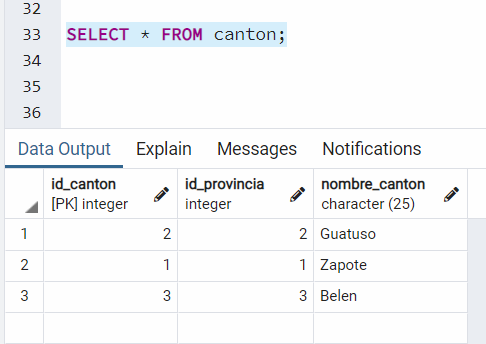 32
33 SELECT * FROM canton;
34
35
36
Data Output Explain Messages Notifications
id_canton id_provincia nombre_canton
[PK] integer integer character (25)
1 2 2 Guatuso
2 1 1 Zapote
3 3 3 Belen